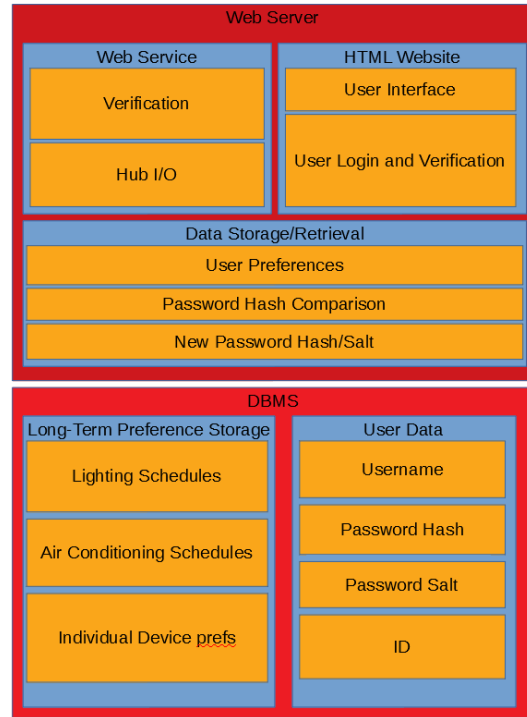 Web Server
Web Service
Verification
Hub I/O
HTML Website
User Interface
User Login and Verification
Data Storage/Retrieval
User Preferences
Password Hash Comparison
New Password Hash/Salt
DBMS
Long-Term Preference Storage
Lighting Schedules
Air Conditioning Schedules
Individual Device prefs
User Data
Username
Password Hash
Password Salt
ID